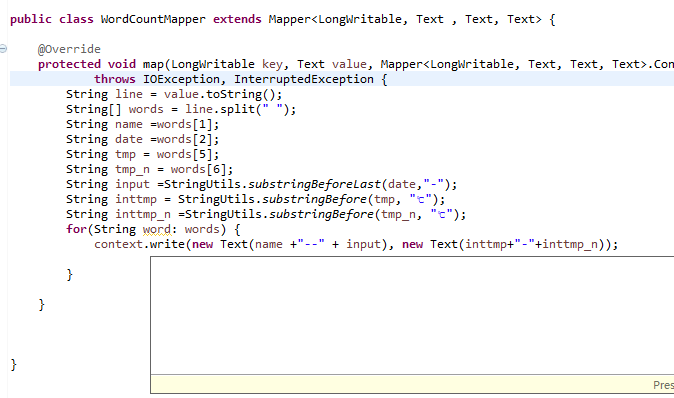 public class WordCountMapper extends Mapper<LongWritable, Text , Text, Text> {
@Override
protected void map(LongWritable key, Text value, Mapper<LongWritable, Text, Text, Text>.Con
throws IOException, InterruptedException {
String line = value.toString();
String[] words = line.split(" ");
String name =words[1];
String date =words[2];
String tmp = words[5];
String tmp_n = words[6];
String input =StringUtils.substringBeforeLast(date,"-");
String inttmp = StringUtils.substringBefore(tmp, "℃");
String inttmp_n =StringUtils.substringBefore(tmp_n, "℃");
for(String word: words) {
context.write(new Text(name +"--" + input), new Text(inttmp+"-"+inttmp_n));
}
}
}
Pres